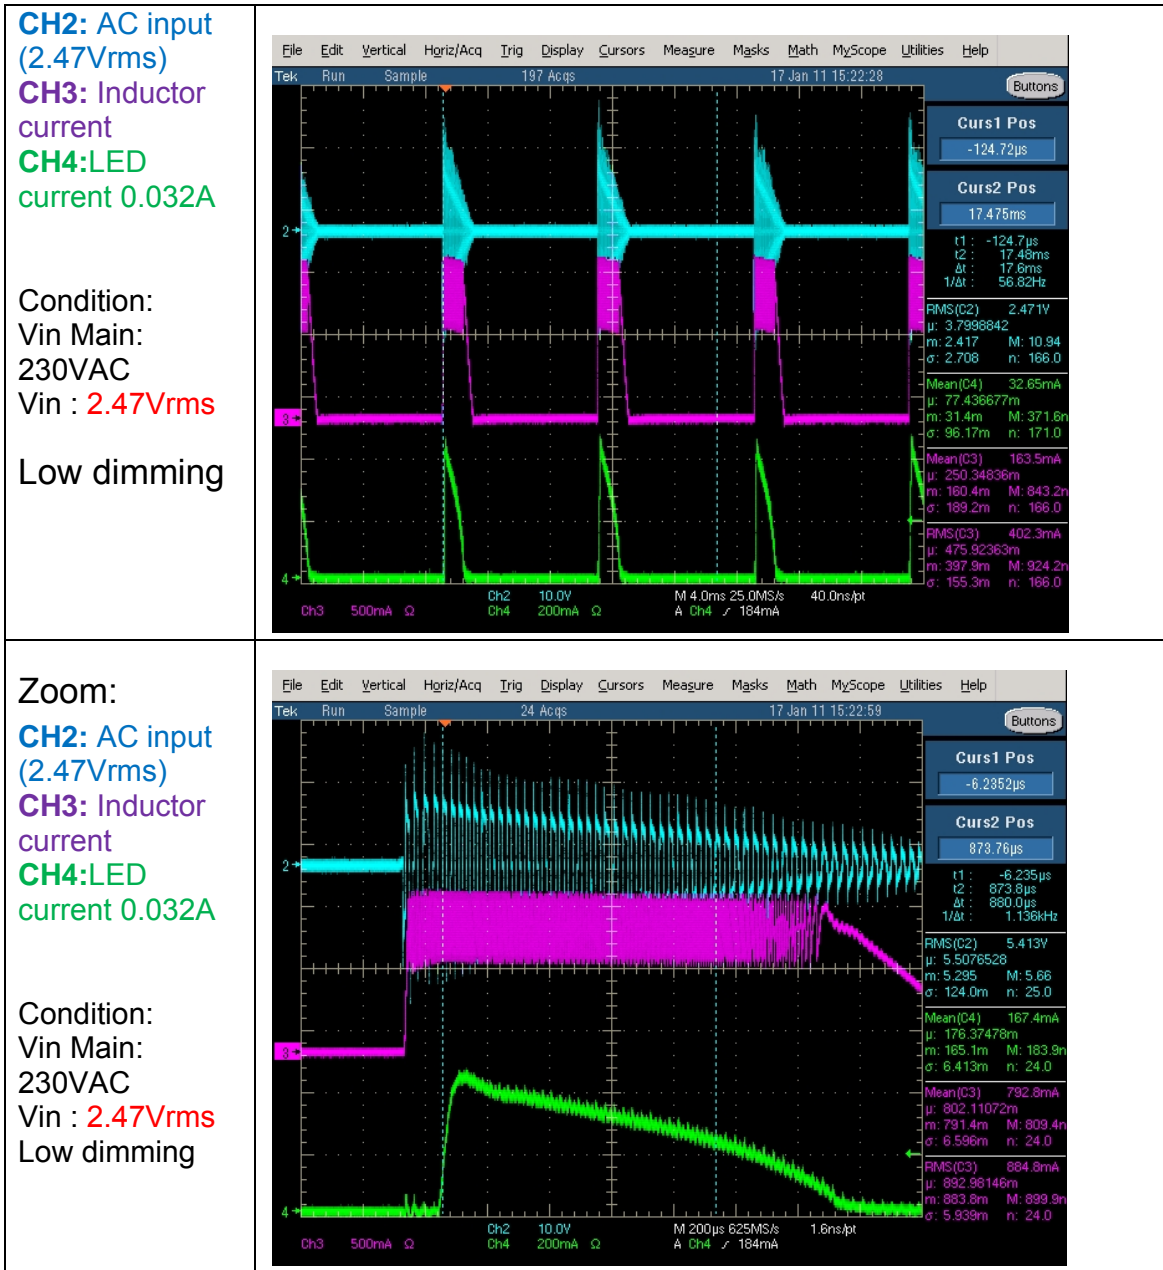 CH2: AC input
(2.47Vrms)
CH3: Inductor
current
CH4:LED
current 0.032A
Condition:
Vin Main:
230VAC
Vin : 2.47Vrms
Low dimming
File Edit Vertical Horiz/Acq Trig Display Cursors Measure Masks Math MyScope Utilities Help
Tek Run Sample 197 Acqs 17 Jan 11 15:22:28
Buttons
Curs1 Pos
-124.72µs
Curs2 Pos
17.475ms
t1 : -124.7µs
t2 : 17.48ms
Δt : 17.6ms
1/Δt : 56.82Hz
RMS(C2) 2.471V
µ: 3.7998842
m: 2.417 M: 10.94
σ: 2.708 n: 166.0
Mean(C4) 32.65mA
µ: 77.436677m
m: 31.4m M: 371.6n
σ: 96.17m n: 171.0
Mean(C3) 163.5mA
µ: 250.34836m
m: 160.4m M: 843.2n
σ: 189.2m n: 166.0
RMS(C3) 402.3mA
µ: 475.92363m
m: 397.9m M: 924.2n
σ: 155.3m n: 166.0
2
3
4
Ch2 10.0V M 4.0ms 25.0MS/s 40.0ns/pt
Ch3 500mA Ω Ch4 200mA Ω A Ch4 ∕ 184mA
Zoom:
CH2: AC input
(2.47Vrms)
CH3: Inductor
current
CH4:LED
current 0.032A
Condition:
Vin Main:
230VAC
Vin : 2.47Vrms
Low dimming
File Edit Vertical Horiz/Acq Trig Display Cursors Measure Masks Math MyScope Utilities Help
Tek Run Sample 24 Acqs 17 Jan 11 15:22:59
Buttons
Curs1 Pos
-6.2352µs
Curs2 Pos
873.76µs
t1 : -6.235µs
t2 : 873.8µs
Δt : 880.0µs
1/Δt : 1.136kHz
RMS(C2) 5.413V
µ: 5.5076528
m: 5.295 M: 5.66
σ: 124.0m n: 25.0
Mean(C4) 167.4mA
µ: 176.37478m
m: 165.1m M: 183.9n
σ: 6.413m n: 24.0
Mean(C3) 792.8mA
µ: 802.11072m
m: 791.4m M: 809.4n
σ: 6.596m n: 24.0
RMS(C3) 884.8mA
µ: 892.98146m
m: 883.8m M: 899.9n
σ: 5.939m n: 24.0
2
3
4
Ch2 10.0V M 200µs 625MS/s 1.6ns/pt
Ch3 500mA Ω Ch4 200mA Ω A Ch4 ∕ 184mA